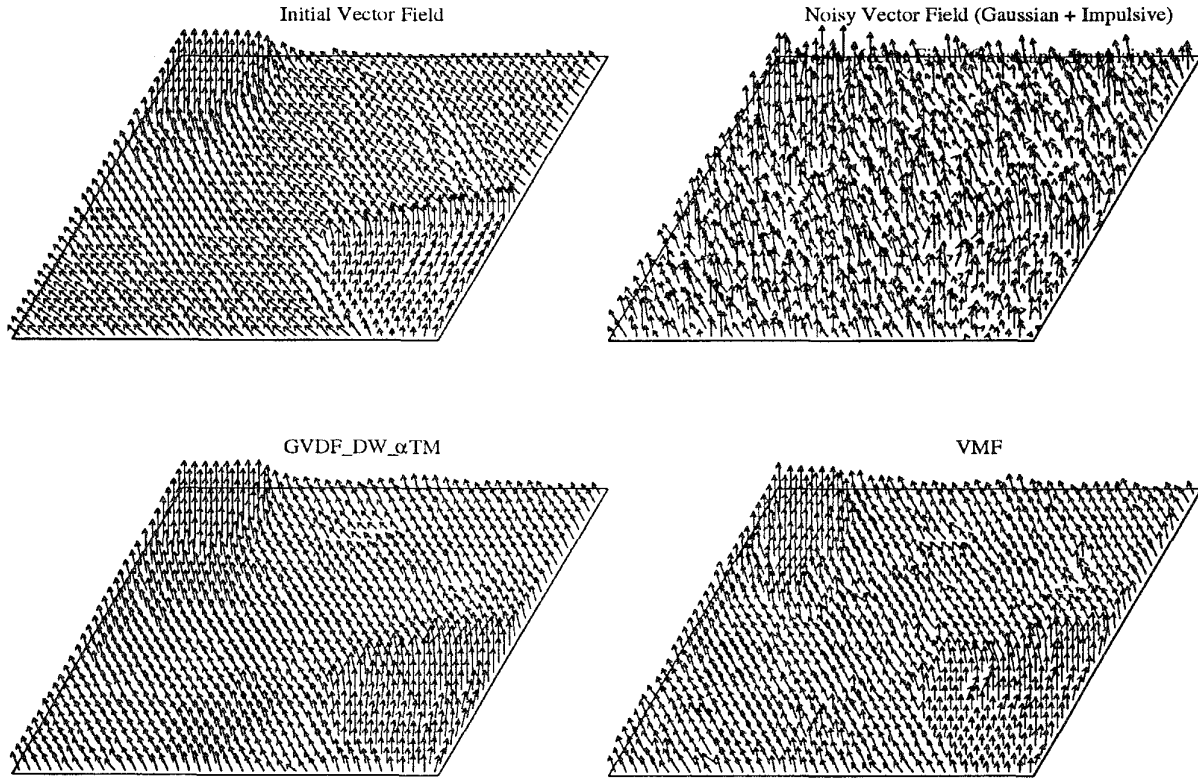 Initial Vector Field
Noisy Vector Field (Gaussian + Impulsive)
GVDF_DW_αTM
VMF